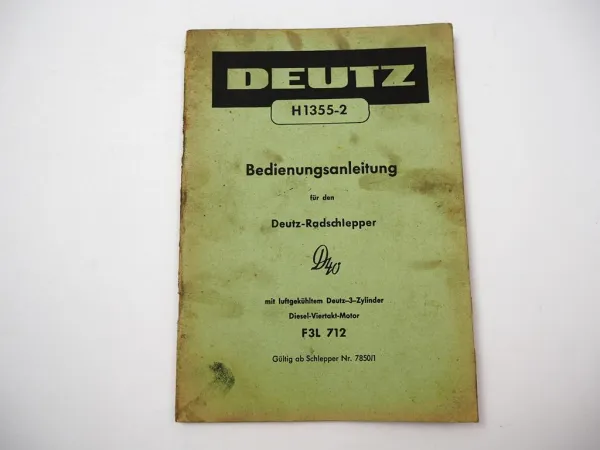 DEUTZ
H1355-2
Bedienungsanleitung
für den
Deutz-Radschlepper
D40
mit luftgekühltem Deutz-3-Zylinder
Diesel-Viertakt-Motor
F3L 712
Gültig ab Schlepper Nr. 7850/1